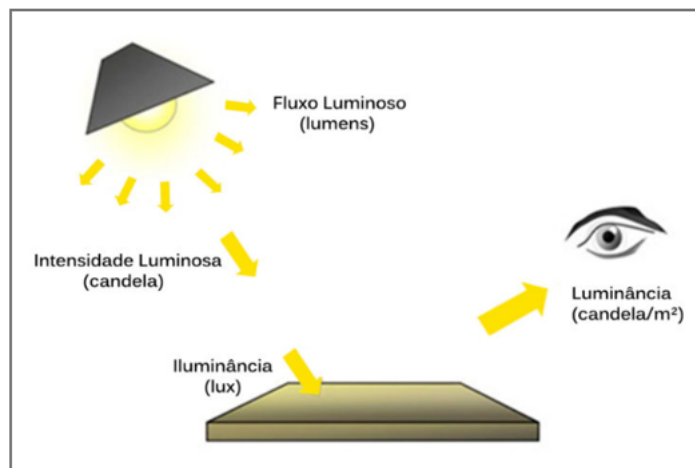 Fluxo Luminoso
(lumens)
Intensidade Luminosa
(candela)
Luminância
(candela/m²)
Iluminância
(lux)